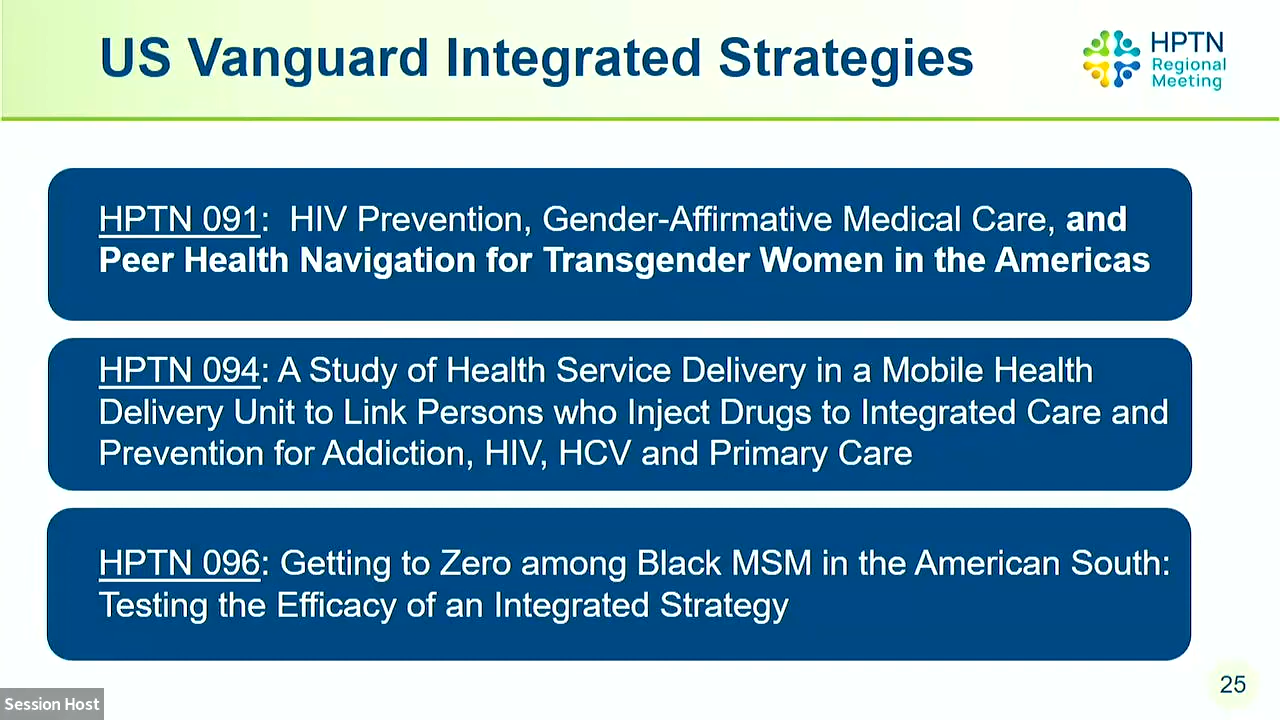 US Vanguard Integrated Strategies
HPTN
Regional
Meeting
HPTN 091: HIV Prevention, Gender-Affirmative Medical Care, and
Peer Health Navigation for Transgender Women in the Americas
HPTN 094: A Study of Health Service Delivery in a Mobile Health
Delivery Unit to Link Persons who Inject Drugs to Integrated Care and
Prevention for Addiction, HIV, HCV and Primary Care
HPTN 096: Getting to Zero among Black MSM in the American South:
Testing the Efficacy of an Integrated Strategy
25
Session Host